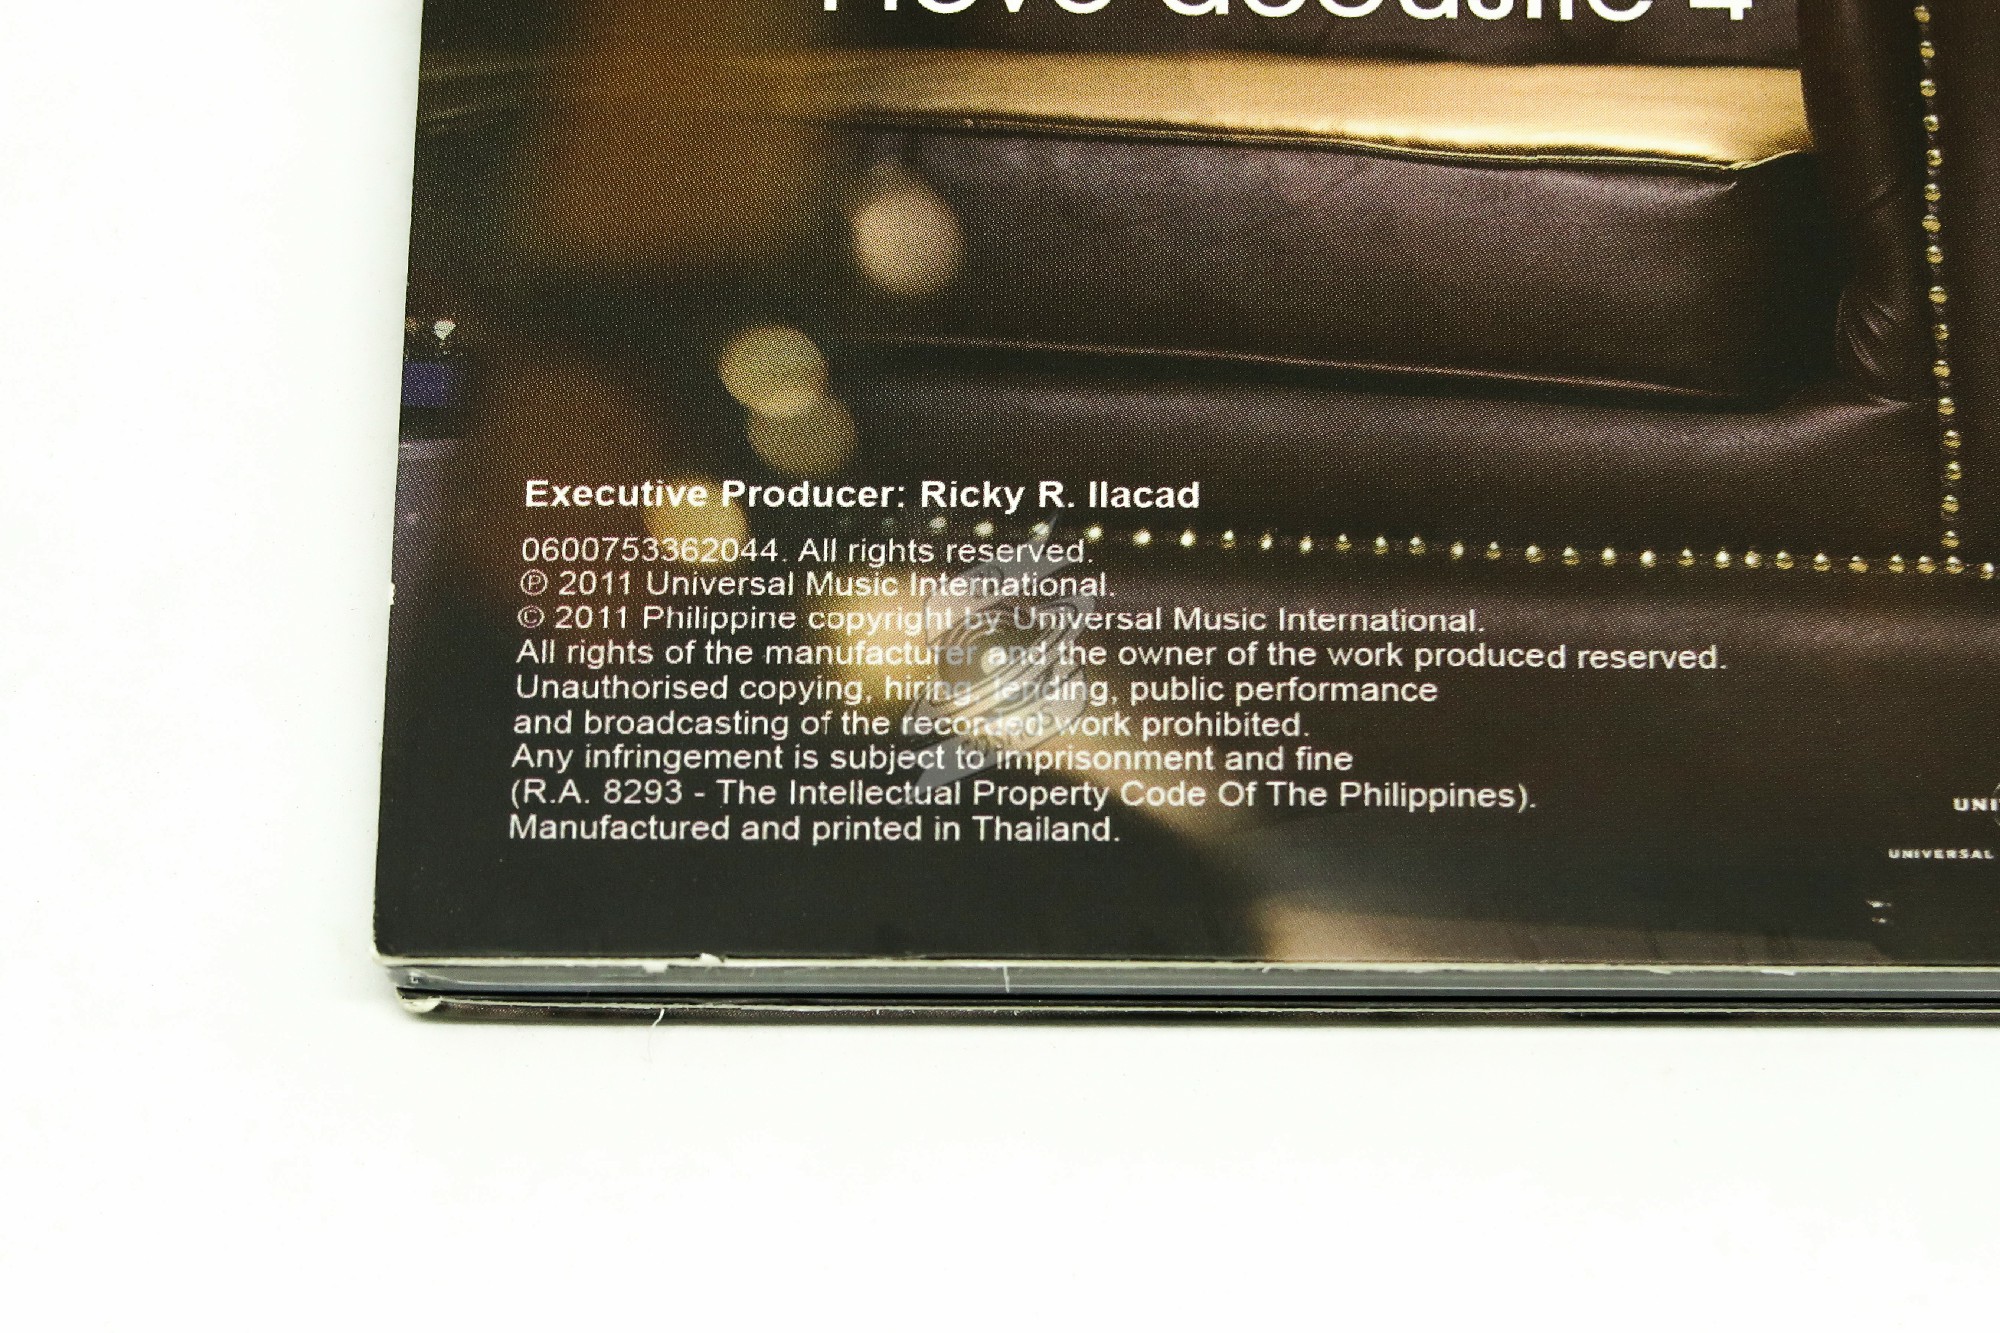 4
Executive Producer: Ricky R. Ilacad
0600753362044. All rights reserved.
℗ 2011 Universal Music International.
© 2011 Philippine copyright by Universal Music International.
All rights of the manufacturer and the owner of the work produced reserved.
Unauthorised copying, hiring, lending, public performance
and broadcasting of the recorded work prohibited.
Any infringement is subject to imprisonment and fine
(R.A. 8293 - The Intellectual Property Code Of The Philippines).
Manufactured and printed in Thailand.
UNI
UNIVERSAL